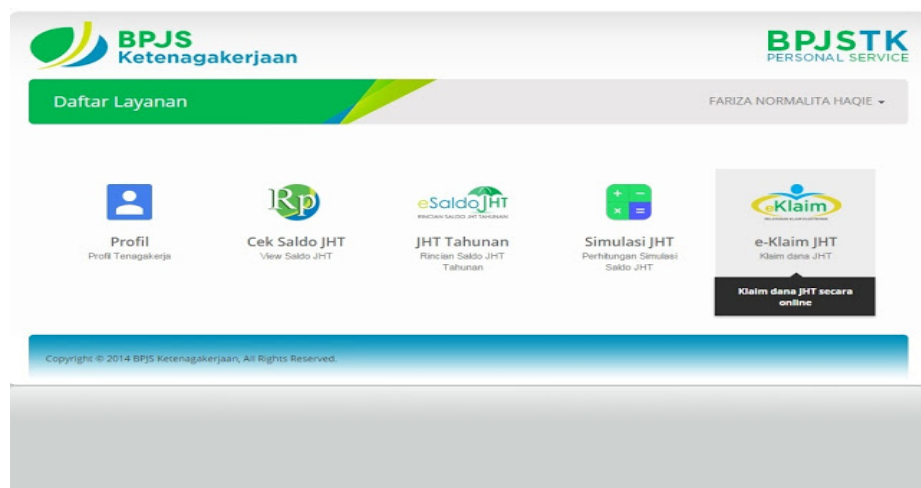 BPJS
Ketenagakerjaan
BPJSTK
PERSONAL SERVICE
Daftar Layanan
FARIZA NORMALITA HAQIE
Rp
eSaldo JHT
RINCIAN SALDO JHT TAHUNAN
eKlaim
Profil
Profil Tenagakerja
Cek Saldo JHT
View Saldo JHT
JHT Tahunan
Rincian Saldo JHT
Tahunan
Simulasi JHT
Perhitungan Simulasi
Saldo JHT
e-Klaim JHT
Klaim dana JHT
Klaim dana JHT secara
online
Copyright © 2014 BPJS Ketenagakerjaan, All Rights Reserved.